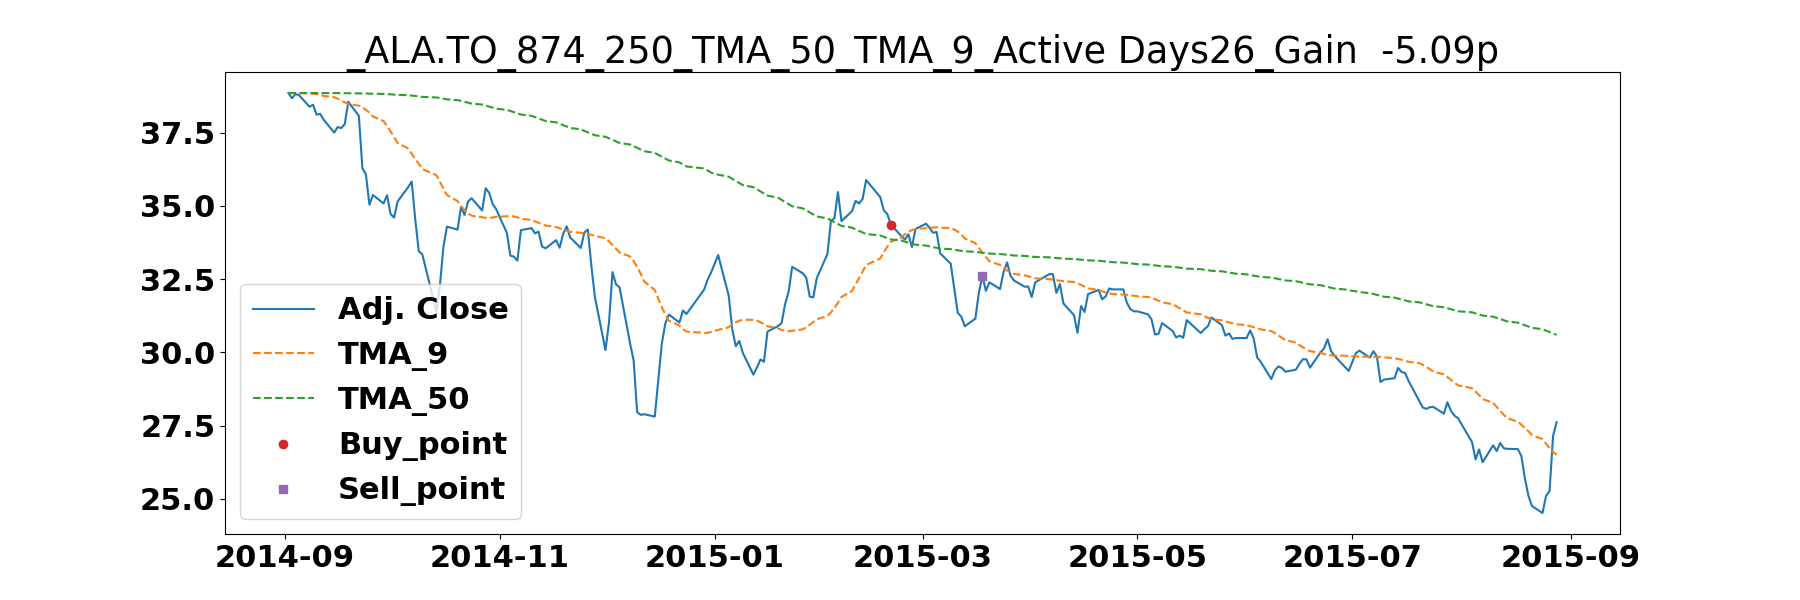 _ALA.TO_874_250_TMA_50_TMA_9_Active Days26_Gain  -5.09p
37.5
35.0
32.5
30.0
27.5
25.0
Adj. Close
TMA_9
TMA_50
Buy_point
Sell_point
2014-09 2014-11 2015-01 2015-03 2015-05 2015-07 2015-09